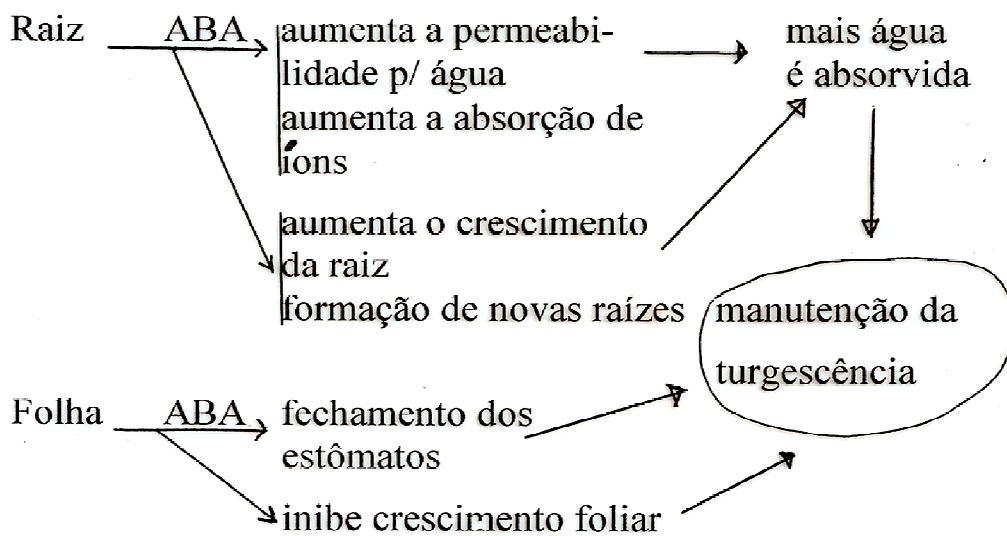 Raiz ABA aumenta a permeabi-
lidade p/ água
aumenta a absorção de
íons
mais água
é absorvida
aumenta o crescimento
da raiz
formação de novas raízes
manutenção da
turgescência
Folha ABA fechamento dos
estômatos
inibe crescimento foliar